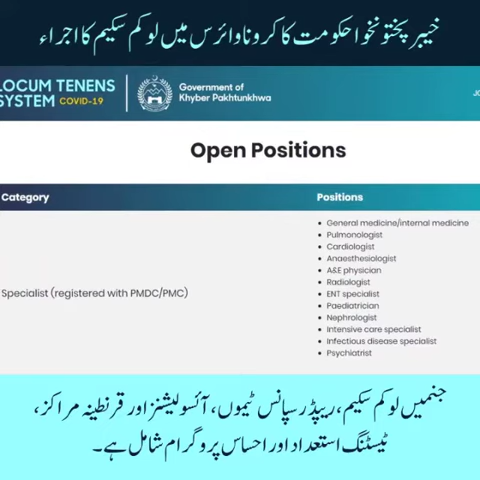 خیبر پختونخوا حکومت کا کرونا وائرس میں لوکم سکیم کا اجراء
LOCUM TENENS
SYSTEM COVID-19
Government of
Khyber Pakhtunkhwa
Open Positions
Category
Positions
Specialist (registered with PMDC/PMC)
General medicine/internal medicine
Pulmonologist
Cardiologist
Anaesthesiologist
A&E physician
Radiologist
ENT specialist
Paediatrician
Nephrologist
Intensive care specialist
Infectious disease specialist
Psychiatrist
جنمیں لوکم سکیم، ریپڈ رسپانس ٹیموں، آئسولیشنز اور قرنطینہ مراکز،
ٹیسٹنگ استعداد اور احساس پروگرام شامل ہے۔